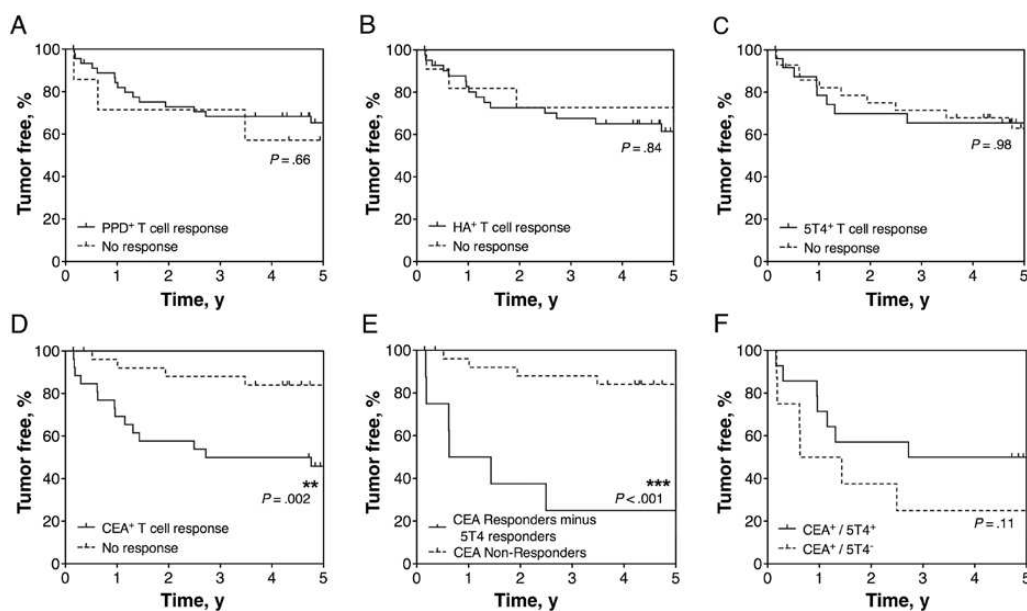 A
Tumor free, %
100
80
60
40
20
0
P = .66
PPD⁺ T cell response
No response
0 1 2 3 4 5
Time, y
B
Tumor free, %
100
80
60
40
20
0
P = .84
HA⁺ T cell response
No response
0 1 2 3 4 5
Time, y
C
Tumor free, %
100
80
60
40
20
0
P = .98
5T4⁺ T cell response
No response
0 1 2 3 4 5
Time, y
D
Tumor free, %
100
80
60
40
20
0
**
P = .002
CEA⁺ T cell response
No response
0 1 2 3 4 5
Time, y
E
Tumor free, %
100
80
60
40
20
0
***
P < .001
CEA Responders minus
5T4 responders
CEA Non-Responders
0 1 2 3 4 5
Time, y
F
Tumor free, %
100
80
60
40
20
0
P = .11
CEA⁺ / 5T4⁺
CEA⁺ / 5T4⁻
0 1 2 3 4 5
Time, y